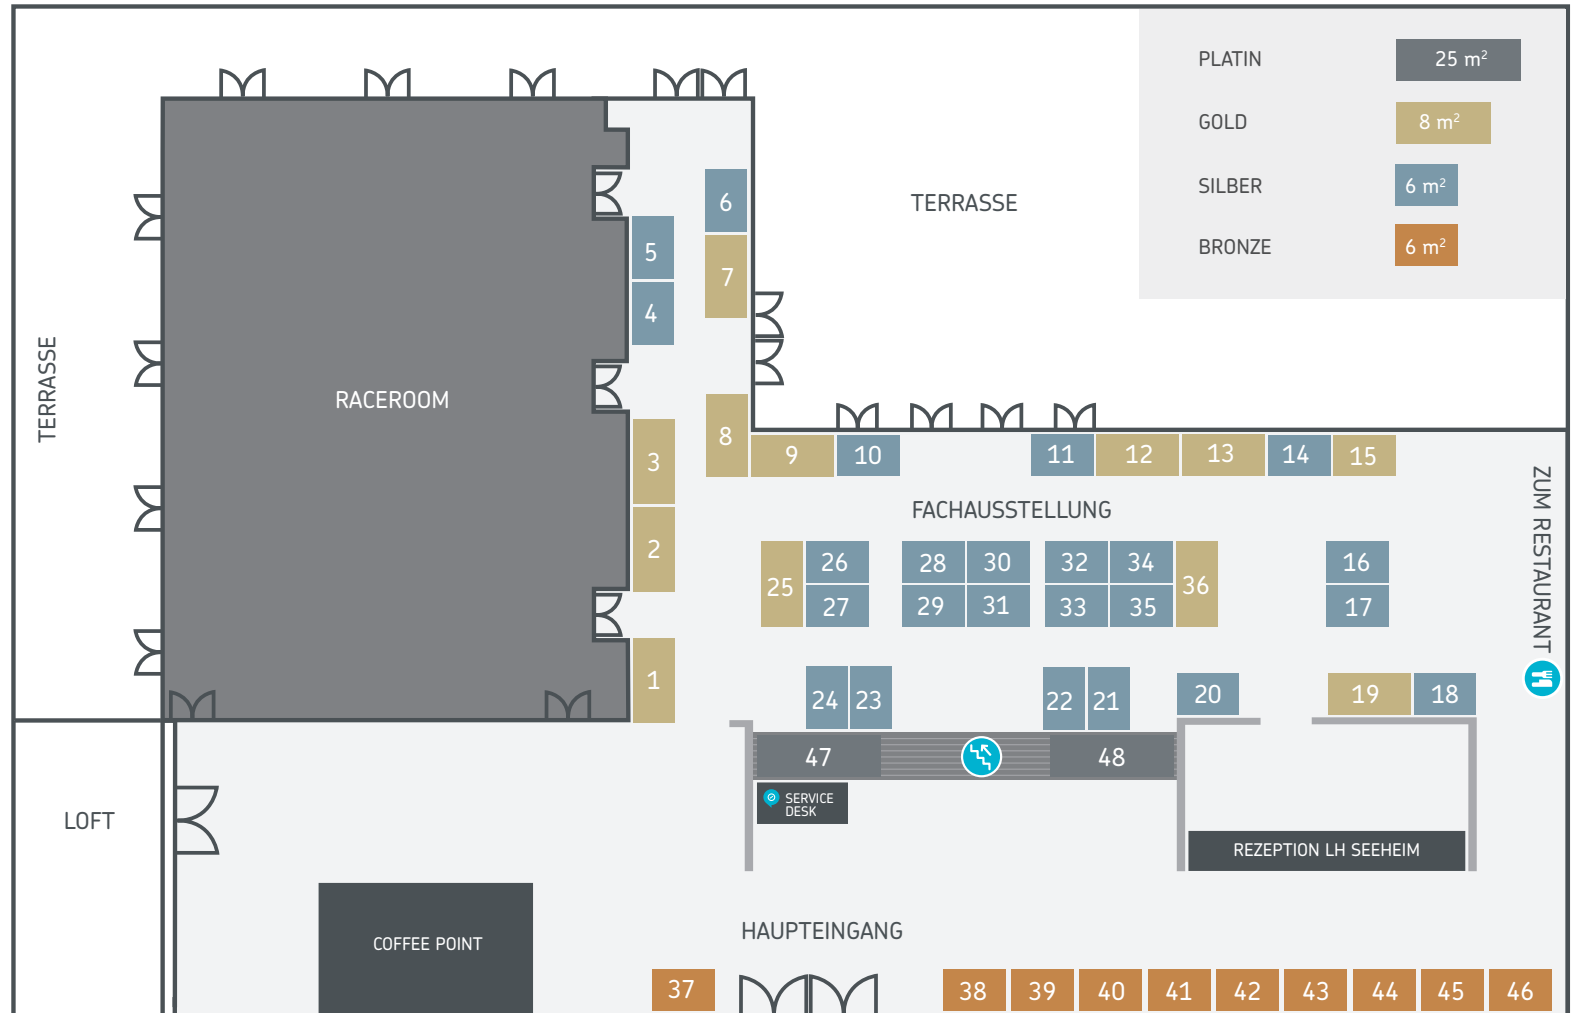 PLATIN
25 m²
GOLD
8 m²
SILBER
6 m²
BRONZE
6 m²
TERRASSE
TERRASSE
RACEROOM
6
5
7
4
8
3
9
10
11
12
13
14
15
2
FACHAUSSTELLUNG
ZUM RESTAURANT
25
26
28
30
32
34
36
16
27
29
31
33
35
17
1
24
23
22
21
20
19
18
47
48
SERVICE
DESK
LOFT
REZEPTION LH SEEHEIM
COFFEE POINT
HAUPTEINGANG
37
38
39
40
41
42
43
44
45
46